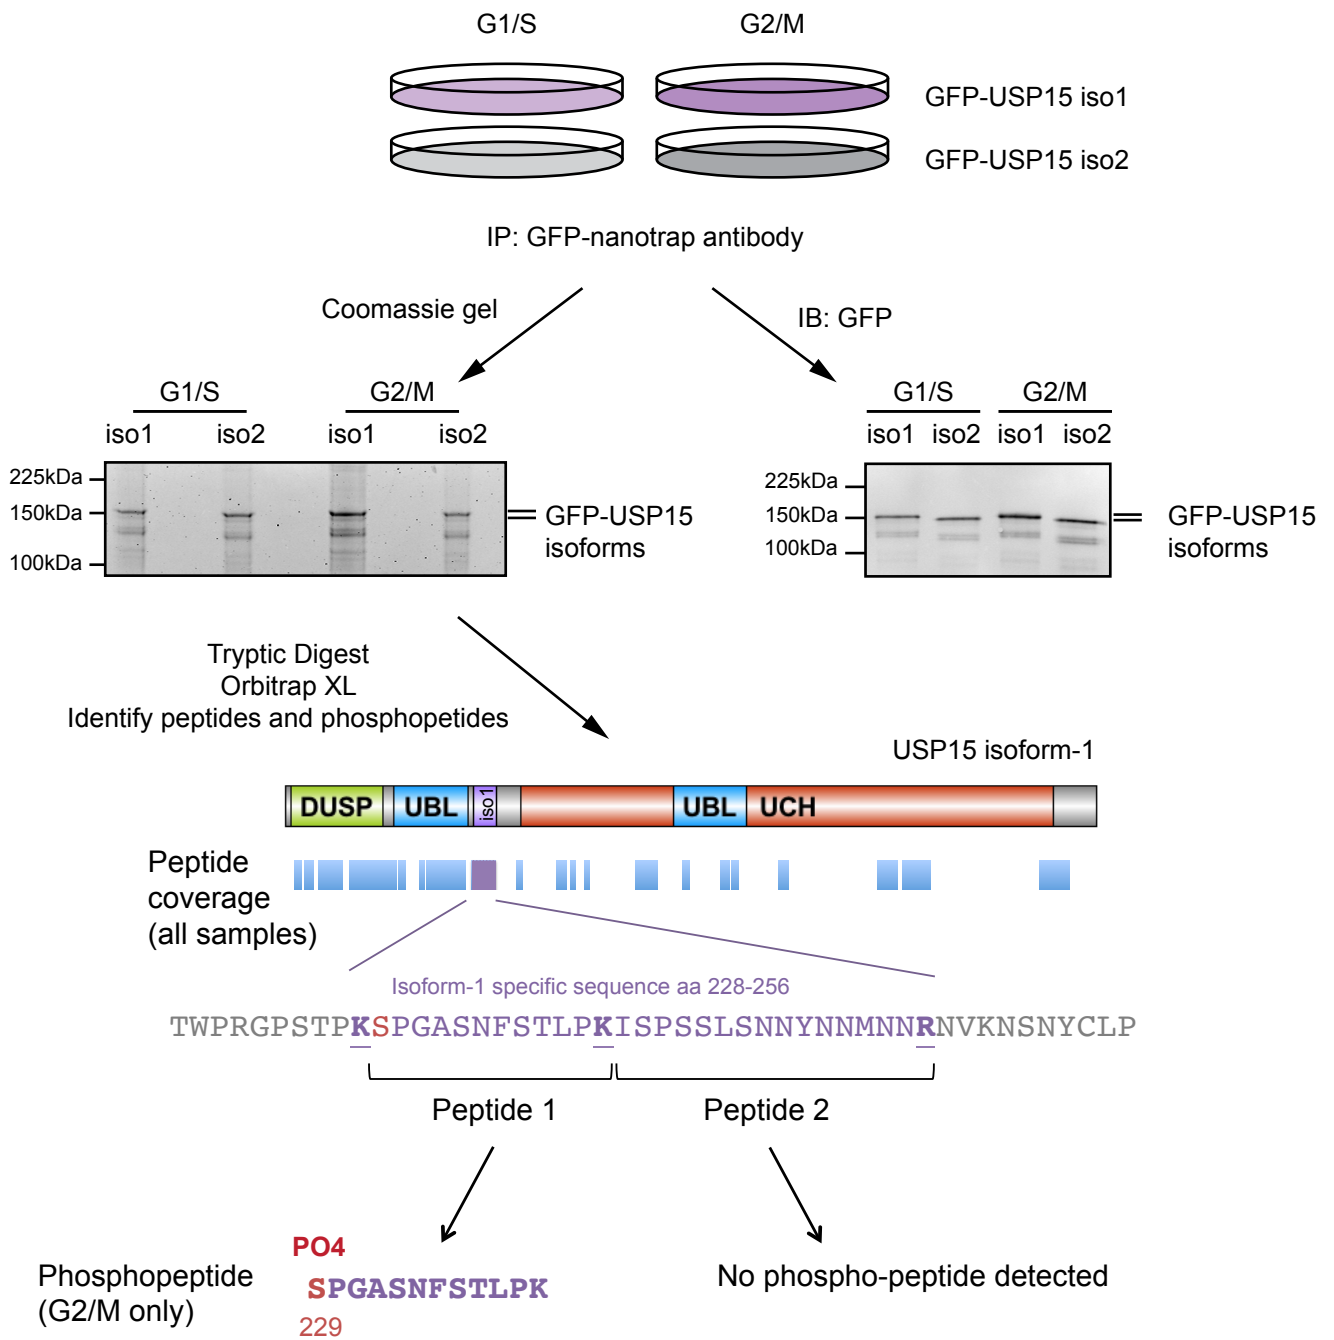 G1/S G2/M
GFP-USP15 iso1
GFP-USP15 iso2
IP: GFP-nanotrap antibody
Coomassie gel
IB: GFP
G1/S G2/M
iso1 iso2 iso1 iso2
225kDa
150kDa
100kDa
GFP-USP15
isoforms
G1/S G2/M
iso1 iso2 iso1 iso2
225kDa
150kDa
100kDa
GFP-USP15
isoforms
Tryptic Digest
Orbitrap XL
Identify peptides and phosphopetides
USP15 isoform-1
DUSP UBL iso1 UBL UCH
Peptide
coverage
(all samples)
Isoform-1 specific sequence aa 228-256
TWPRGPSTPKSPGASNFSTLPKISPSSLSNNYNNMNNRNVKNSNYCLP
Peptide 1 Peptide 2
PO4
Phosphopeptide
(G2/M only)
SPGASNFSTLPK
229
No phospho-peptide detected